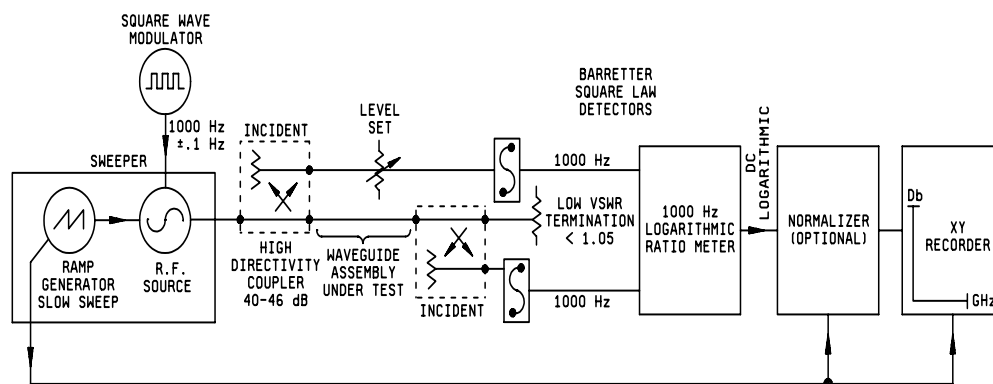 SQUARE WAVE
MODULATOR
1000 Hz
±.1 Hz
SWEEPER
RAMP
GENERATOR
SLOW SWEEP
R.F.
SOURCE
INCIDENT
HIGH
DIRECTIVITY
COUPLER
40-46 dB
LEVEL
SET
WAVEGUIDE
ASSEMBLY
UNDER TEST
INCIDENT
BARRETTER
SQUARE LAW
DETECTORS
1000 Hz
LOW VSWR
TERMINATION
< 1.05
1000 Hz
1000 Hz
LOGARITHMIC
RATIO METER
DC
LOGARITHMIC
NORMALIZER
(OPTIONAL)
Db
XY
RECORDER
GHz